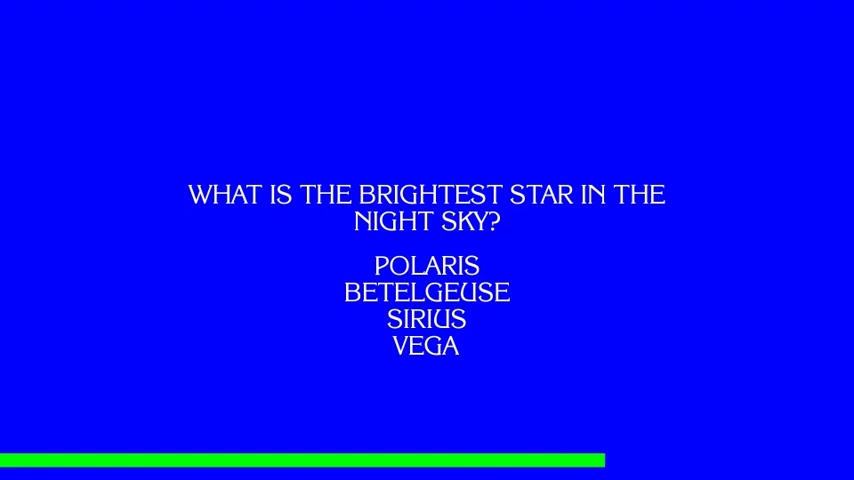 WHAT IS THE BRIGHTEST STAR IN THE
NIGHT SKY?
POLARIS
BETELGEUSE
SIRIUS
VEGA